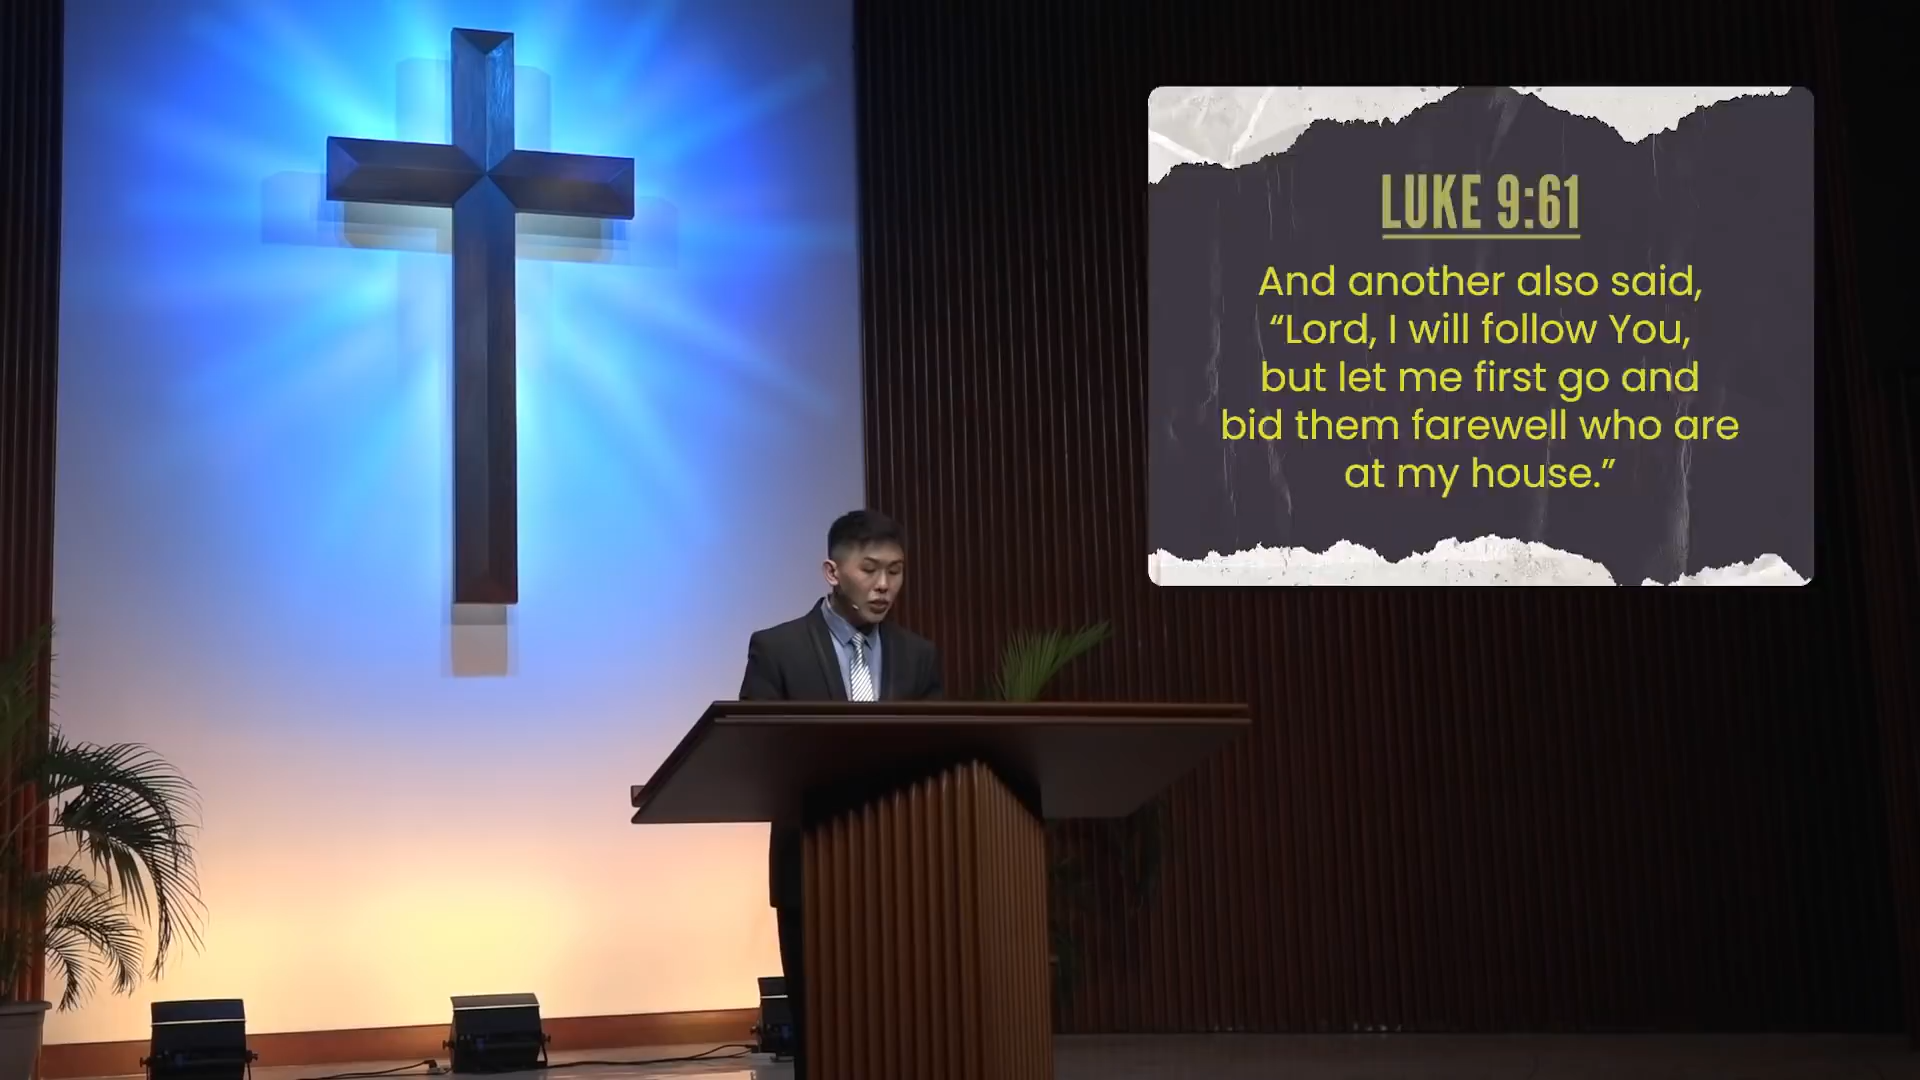 LUKE 9:61
And another also said,
“Lord, I will follow You,
but let me first go and
bid them farewell who are
at my house.”